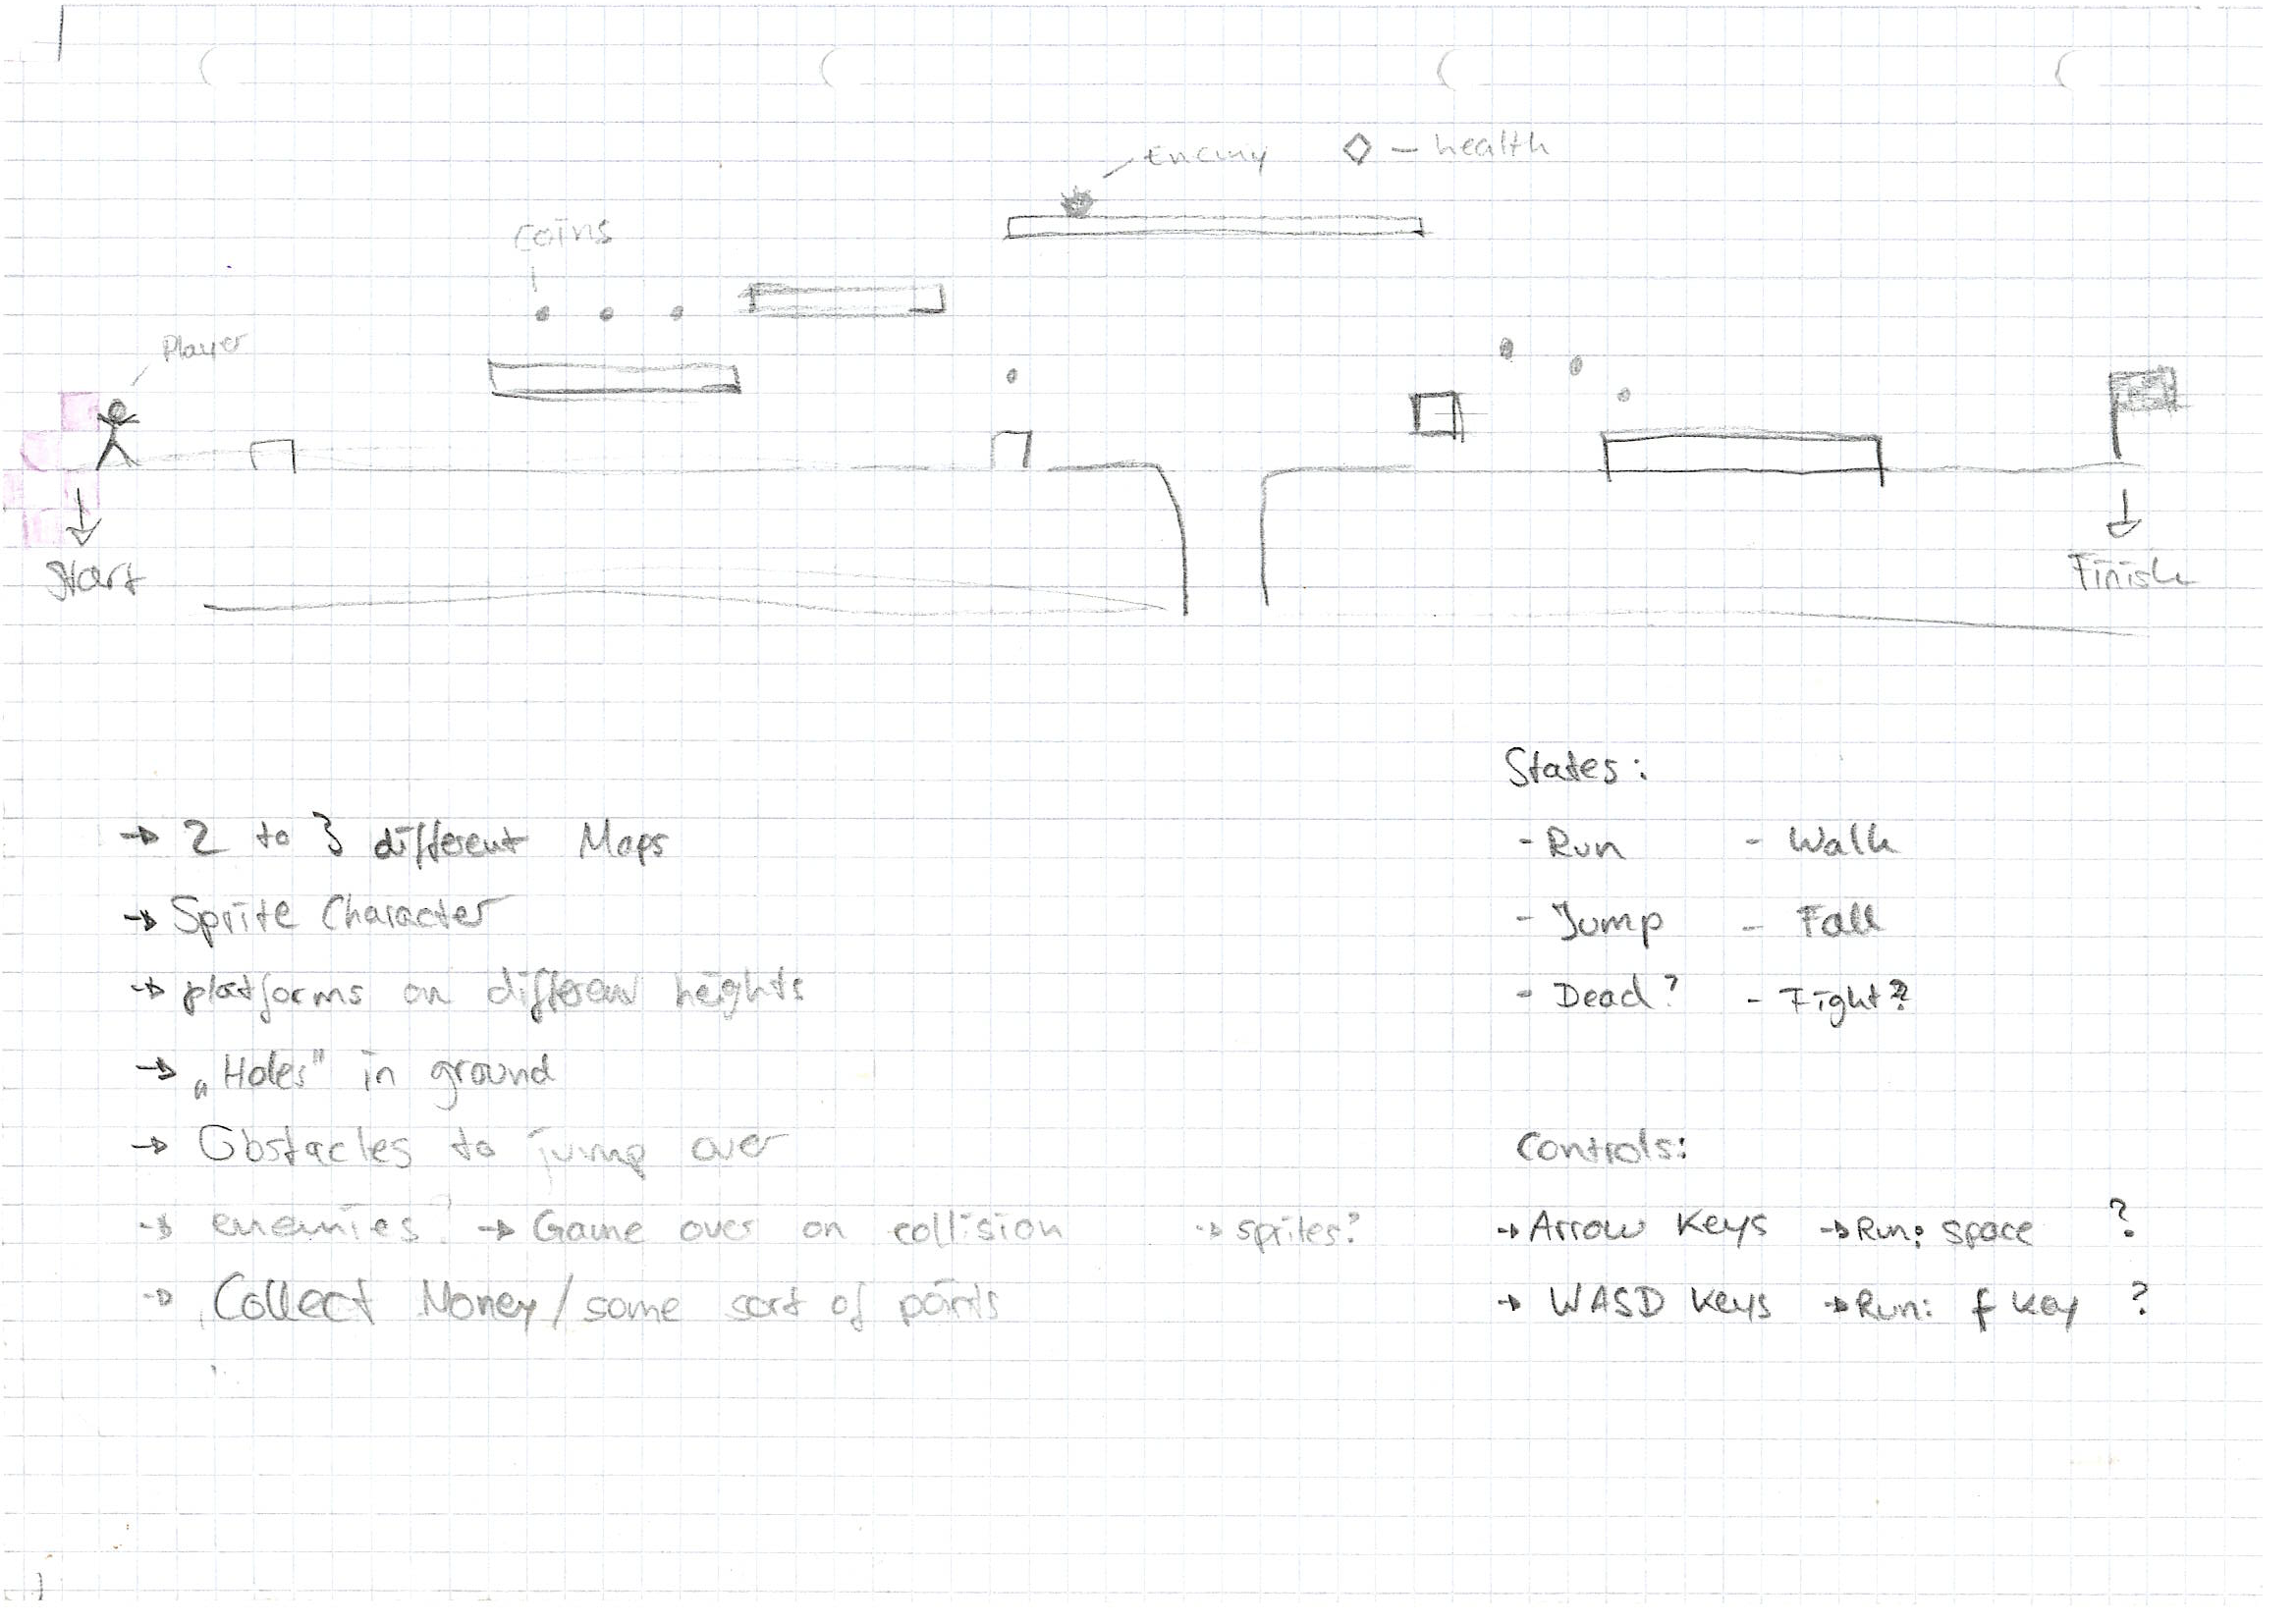 Enemy
- health
Coins
Player
Start
Finish
States:
-> 2 to 3 different Maps
- Run - Walk
-> Sprite Character
- Jump - Fall
-> platforms on different heights
- Dead? - Fight?
-> „Holes" in ground
-> Obstacles to jump over
Controls:
-> enemies? -> Game over on collision -> sprites?
-> Arrow Keys -> Run: space ?
-> Collect Money/some sort of points
-> WASD Keys -> Run: f key ?